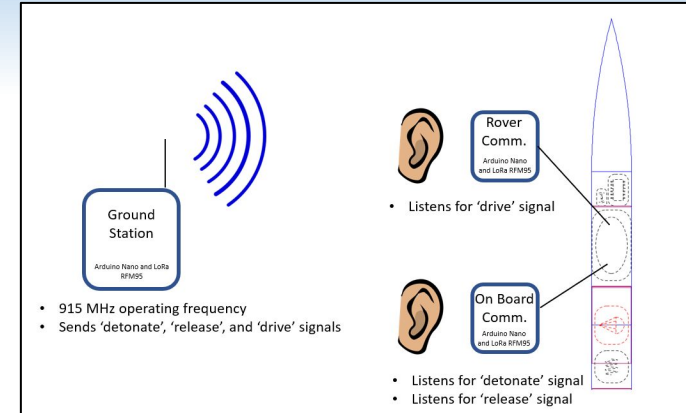 Ground
Station
Arduino Nano and LoRa
RFM95
• 915 MHz operating frequency
• Sends ‘detonate’, ‘release’, and ‘drive’ signals
Rover
Comm.
Arduino Nano
and LoRa RFM95
• Listens for ‘drive’ signal
On Board
Comm.
Arduino Nano
and LoRa RFM95
• Listens for ‘detonate’ signal
• Listens for ‘release’ signal